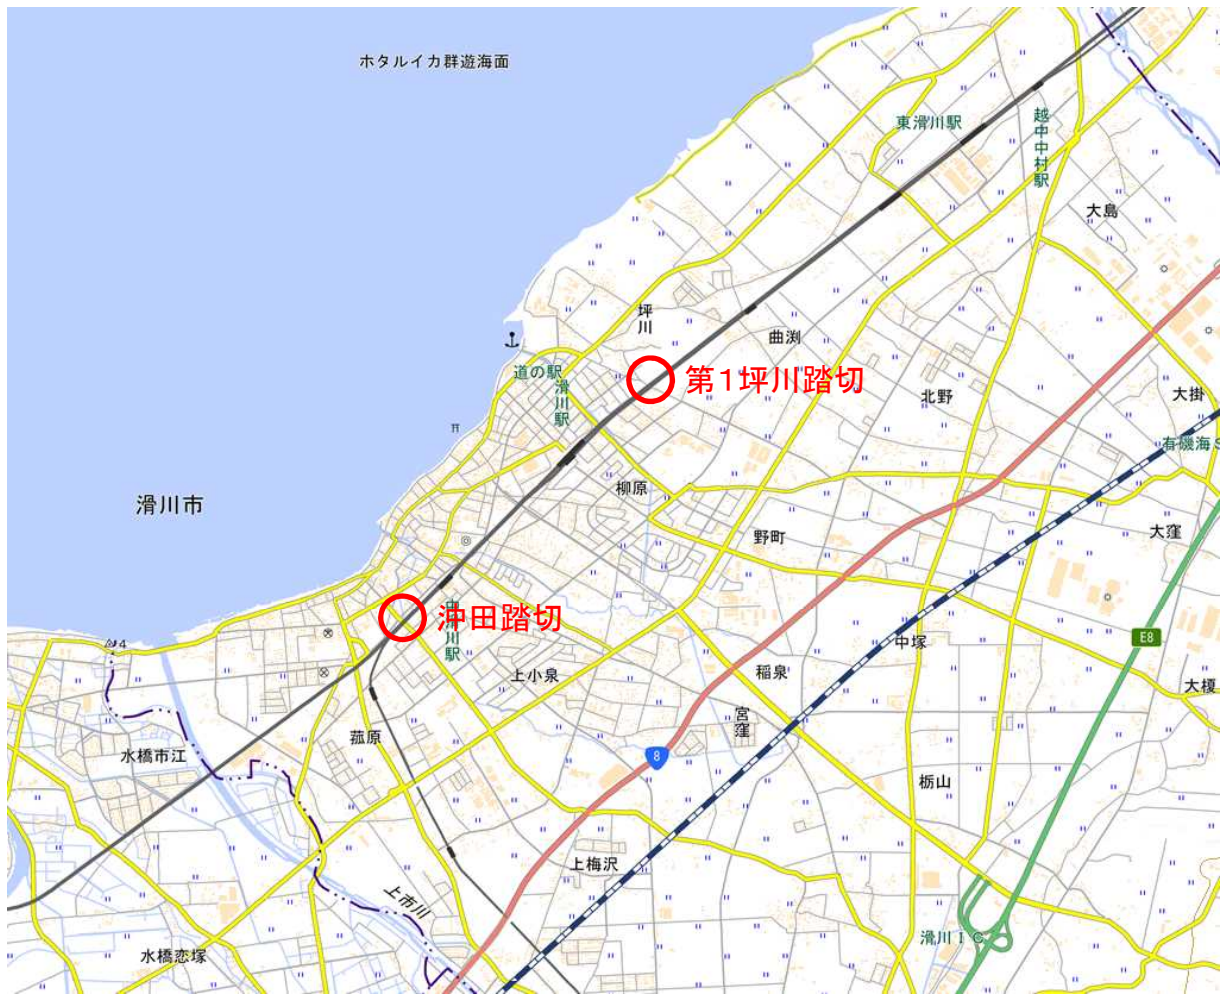 ホタルイカ群遊海面
東滑川駅
越中中村駅
大島
坪川
曲渕
道の駅
滑川駅
第1坪川踏切
北野
大掛
有磯海S
柳原
滑川市
野町
大窪
沖田踏切
中滑川駅
4
上小泉
稲泉
中塚
E8
大榎
宮窪
菰原
水橋市江
8
栃山
上梅沢
上市川
滑川IC
水橋恋塚